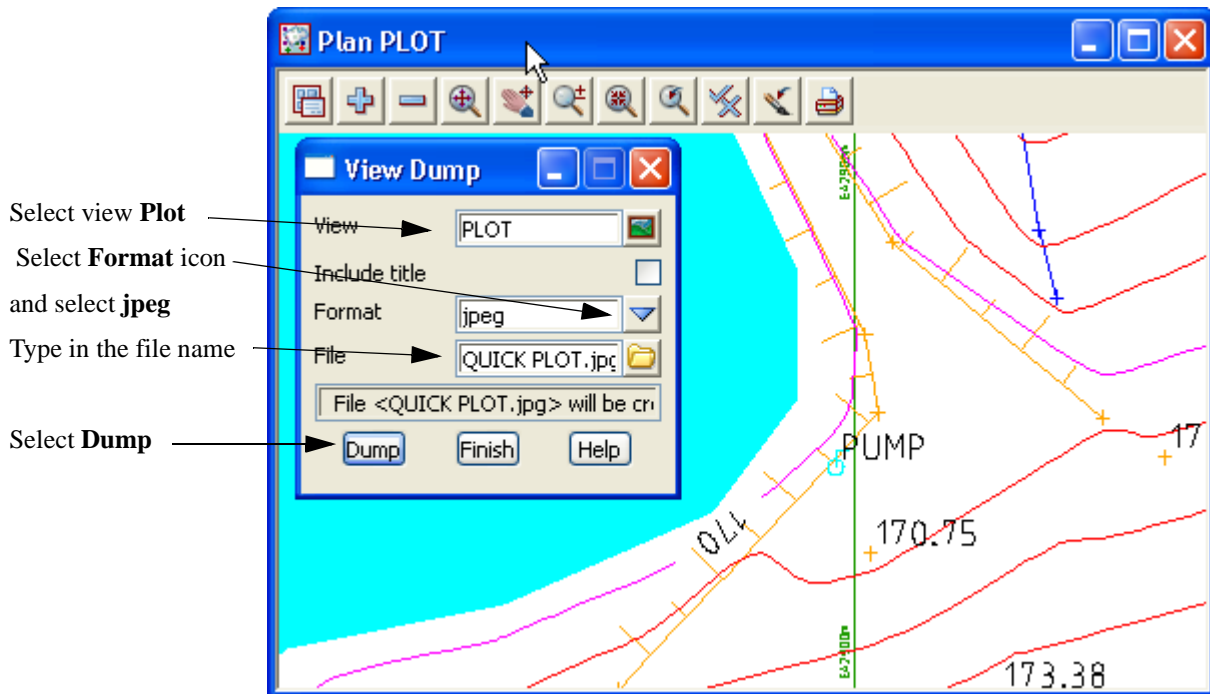 Plan PLOT
View Dump
Select view Plot
View
PLOT
Select Format icon
Include title
and select jpeg
Format
jpeg
Type in the file name
File
QUICK PLOT.jpg
File <QUICK PLOT.jpg> will be cr
Select Dump
Dump
Finish
Help
PUMP
17
170
170.75
173.38